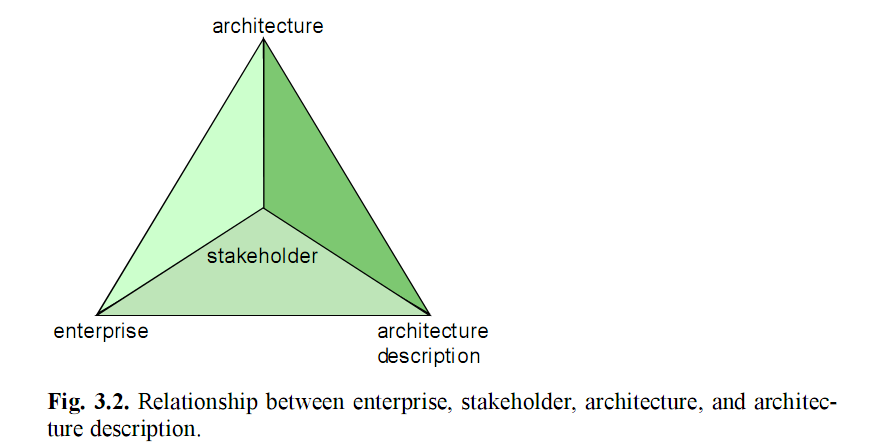 architecture
stakeholder
enterprise
architecture
description
Fig. 3.2. Relationship between enterprise, stakeholder, architecture, and architec-
ture description.